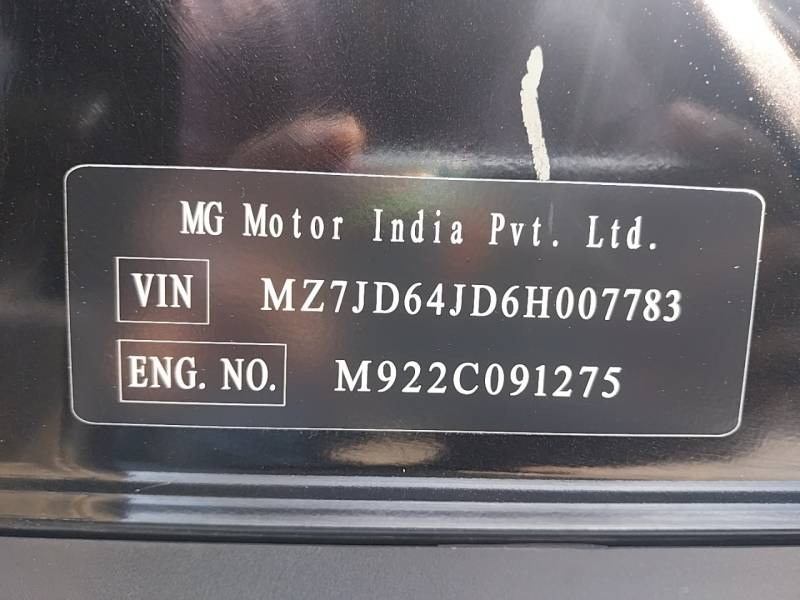 MG Motor India Pvt. Ltd.
VIN MZ7JD64JD6H007783
ENG. NO. M922C091275